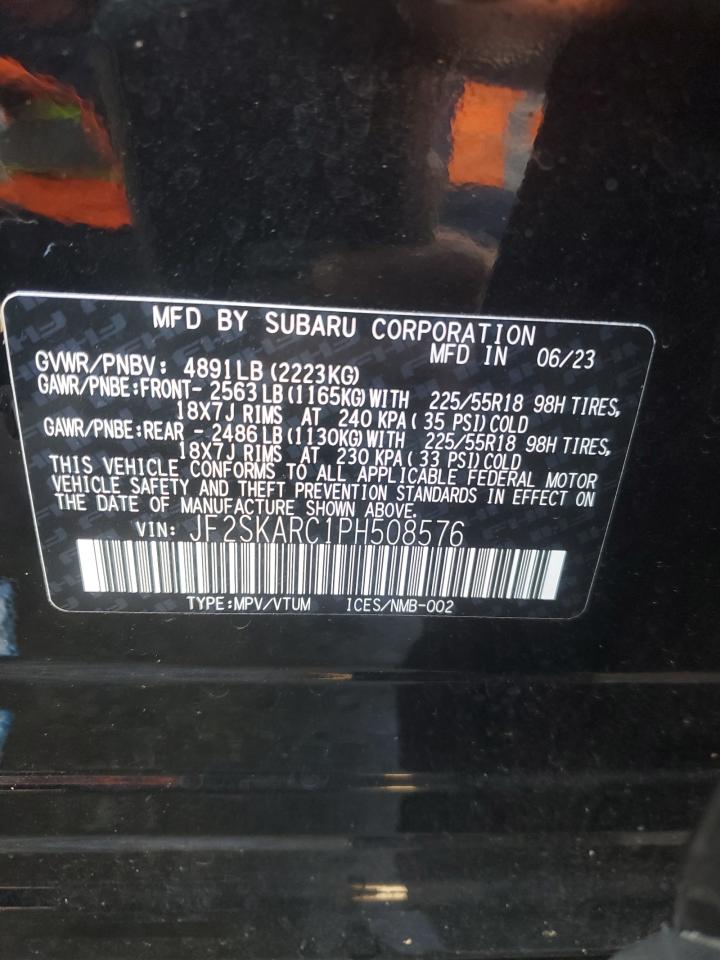 MFD BY SUBARU CORPORATION
MFD IN 06/23
GVWR/PNBV: 4891LB(2223KG)
GAWR/PNBE:FRONT- 2563LB(1165KG)WITH 225/55R18 98H TIRES,
18X7J RIMS AT 240 KPA( 35 PSI)COLD
GAWR/PNBE:REAR - 2486LB(1130KG)WITH 225/55R18 98H TIRES,
18X7J RIMS AT 230 KPA( 33 PSI)COLD
THIS VEHICLE CONFORMS TO ALL APPLICABLE FEDERAL MOTOR
VEHICLE SAFETY AND THEFT PREVENTION STANDARDS IN EFFECT ON
THE DATE OF MANUFACTURE SHOWN ABOVE.
VIN: JF2SKARC1PH508576
TYPE:MPV/VTUM ICES/NMB-002